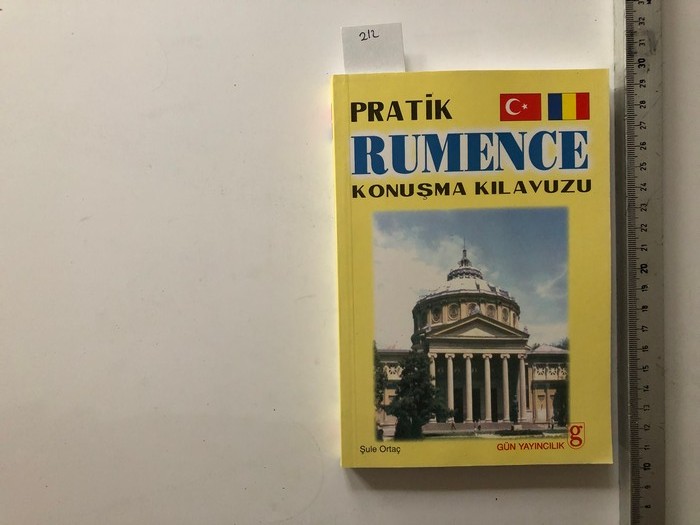 212
PRATİK
RUMENCE
KONUŞMA KILAVUZU
Şule Ortaç
GÜN YAYINCILIK g